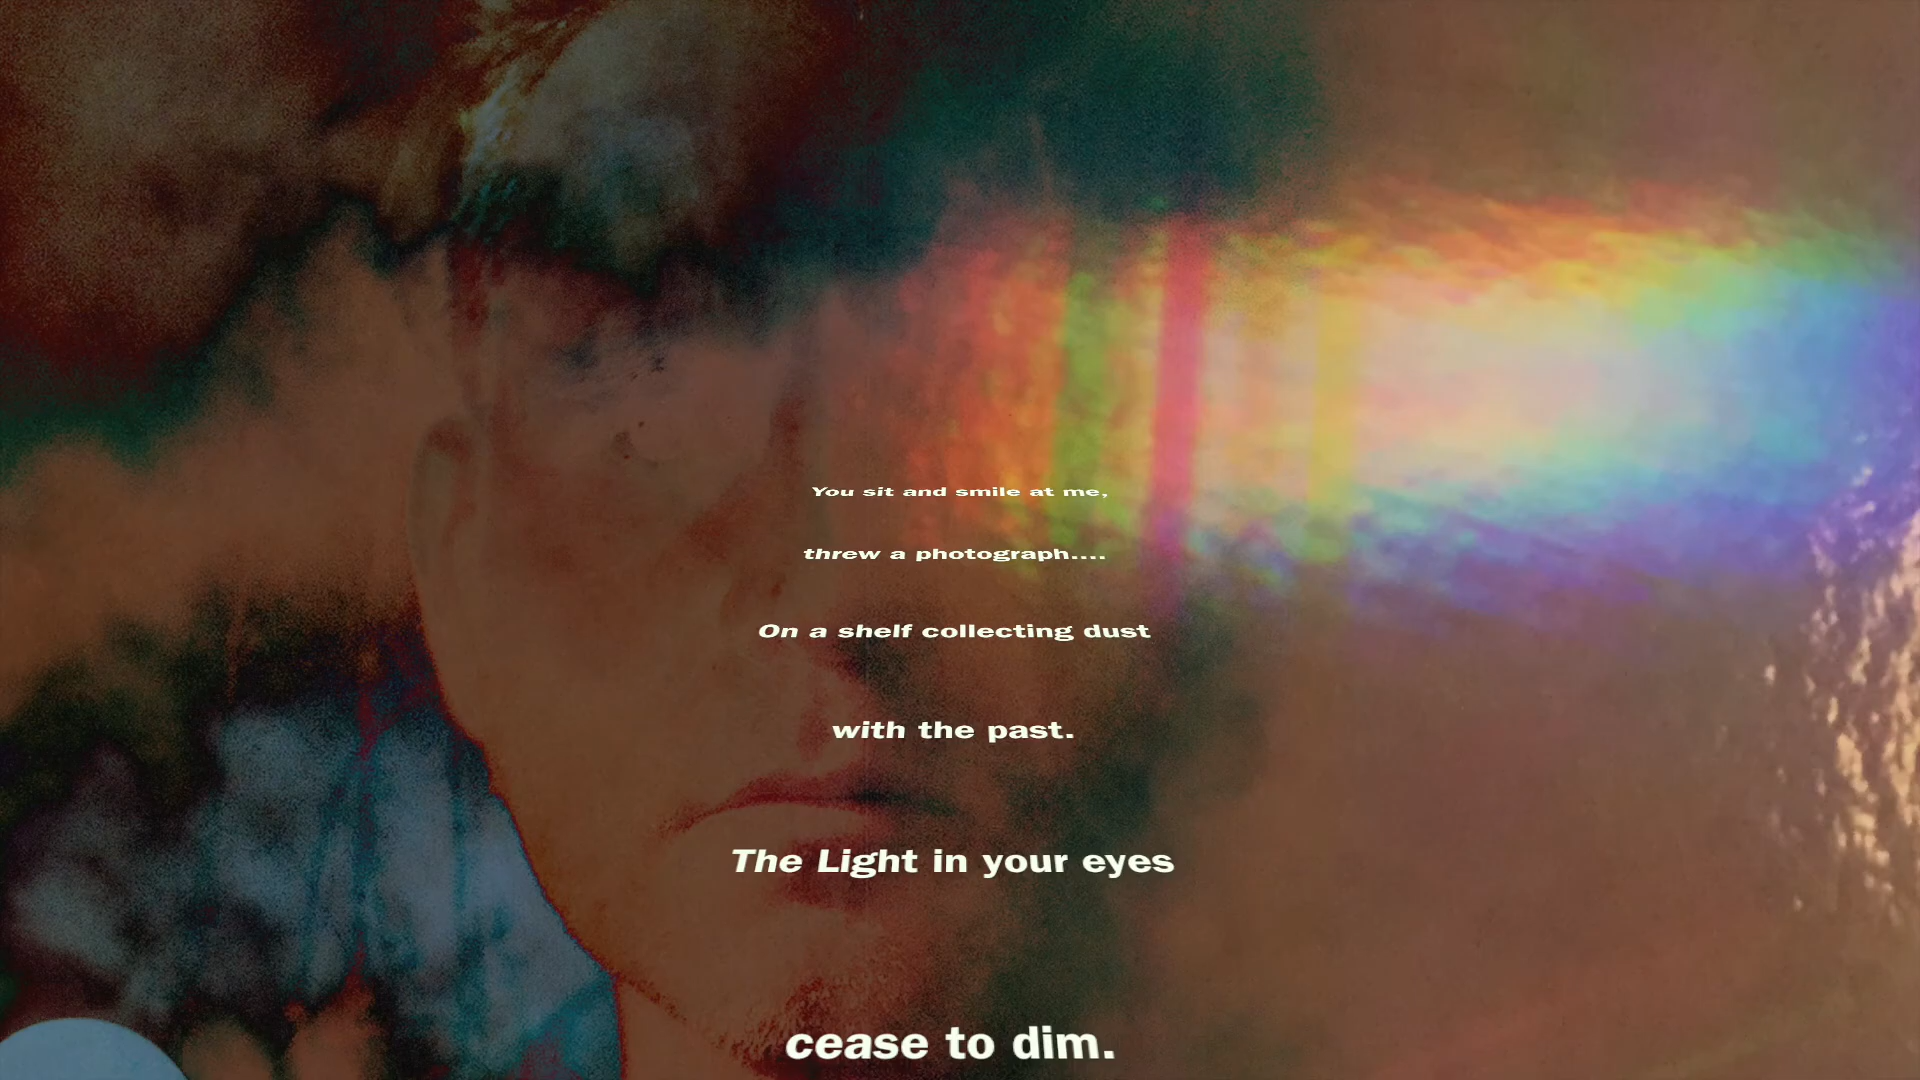 You sit and smile at me,
threw a photograph....
On a shelf collecting dust
with the past.
The Light in your eyes
cease to dim.